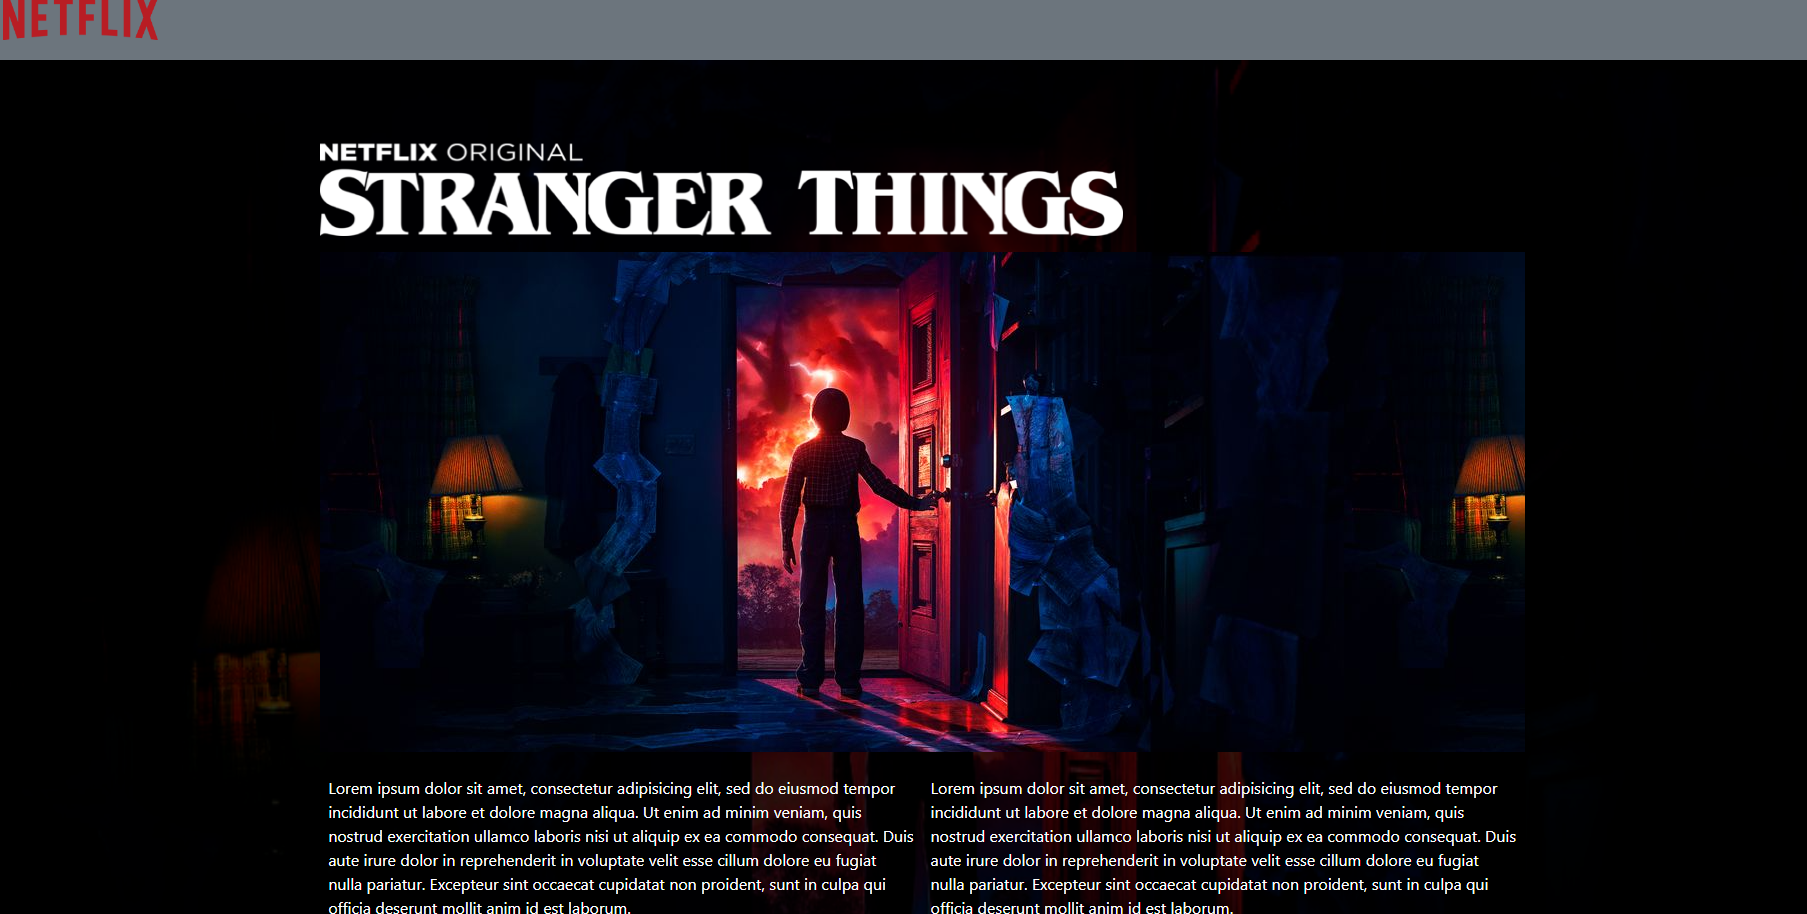 NETFLIX
NETFLIX ORIGINAL
STRANGER THINGS
Lorem ipsum dolor sit amet, consectetur adipisicing elit, sed do eiusmod tempor
incididunt ut labore et dolore magna aliqua. Ut enim ad minim veniam, quis
nostrud exercitation ullamco laboris nisi ut aliquip ex ea commodo consequat. Duis
aute irure dolor in reprehenderit in voluptate velit esse cillum dolore eu fugiat
nulla pariatur. Excepteur sint occaecat cupidatat non proident, sunt in culpa qui
officia deserunt mollit anim id est laborum.
Lorem ipsum dolor sit amet, consectetur adipisicing elit, sed do eiusmod tempor
incididunt ut labore et dolore magna aliqua. Ut enim ad minim veniam, quis
nostrud exercitation ullamco laboris nisi ut aliquip ex ea commodo consequat. Duis
aute irure dolor in reprehenderit in voluptate velit esse cillum dolore eu fugiat
nulla pariatur. Excepteur sint occaecat cupidatat non proident, sunt in culpa qui
officia deserunt mollit anim id est laborum.